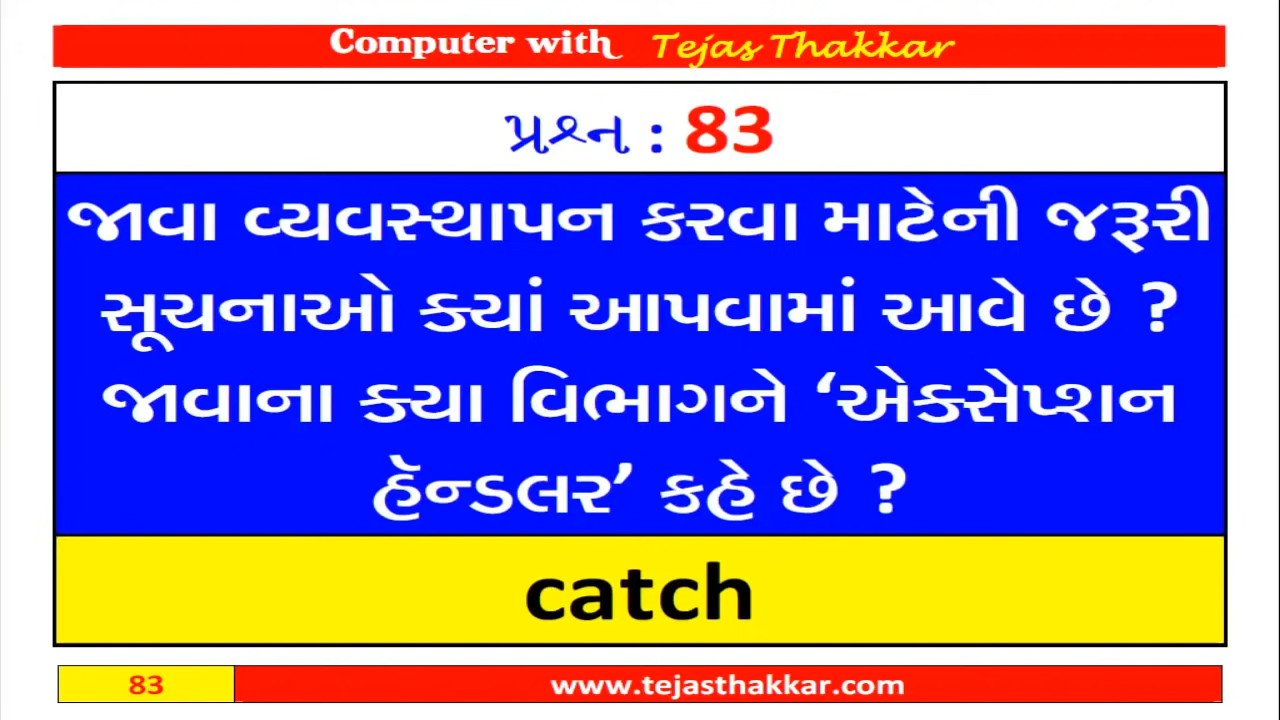 Computer with Tejas Thakkar
પ્રશ્ન : 83
જાવા વ્યવસ્થાપન કરવા માટેની જરૂરી
સૂચનાઓ ક્યાં આપવામાં આવે છે ?
જાવાના ક્યા વિભાગને ‘એક્સેપ્શન
હૅન્ડલર’ કહે છે ?
catch
83 www.tejasthakkar.com